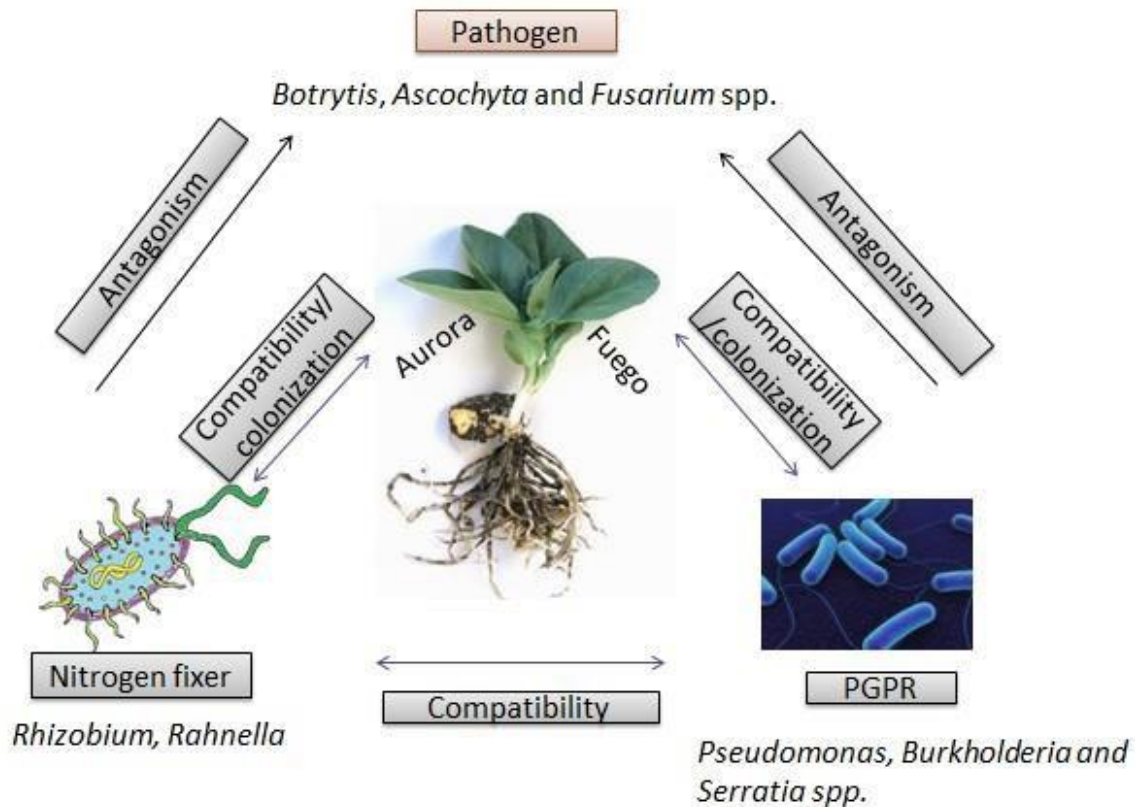 Pathogen
Botrytis, Ascochyta and Fusarium spp.
Antagonism
Antagonism
Compatibility/
colonization
Aurora
Fuego
Compatibility
/colonization
Nitrogen fixer
Rhizobium, Rahnella
Compatibility
PGPR
Pseudomonas, Burkholderia and
Serratia spp.